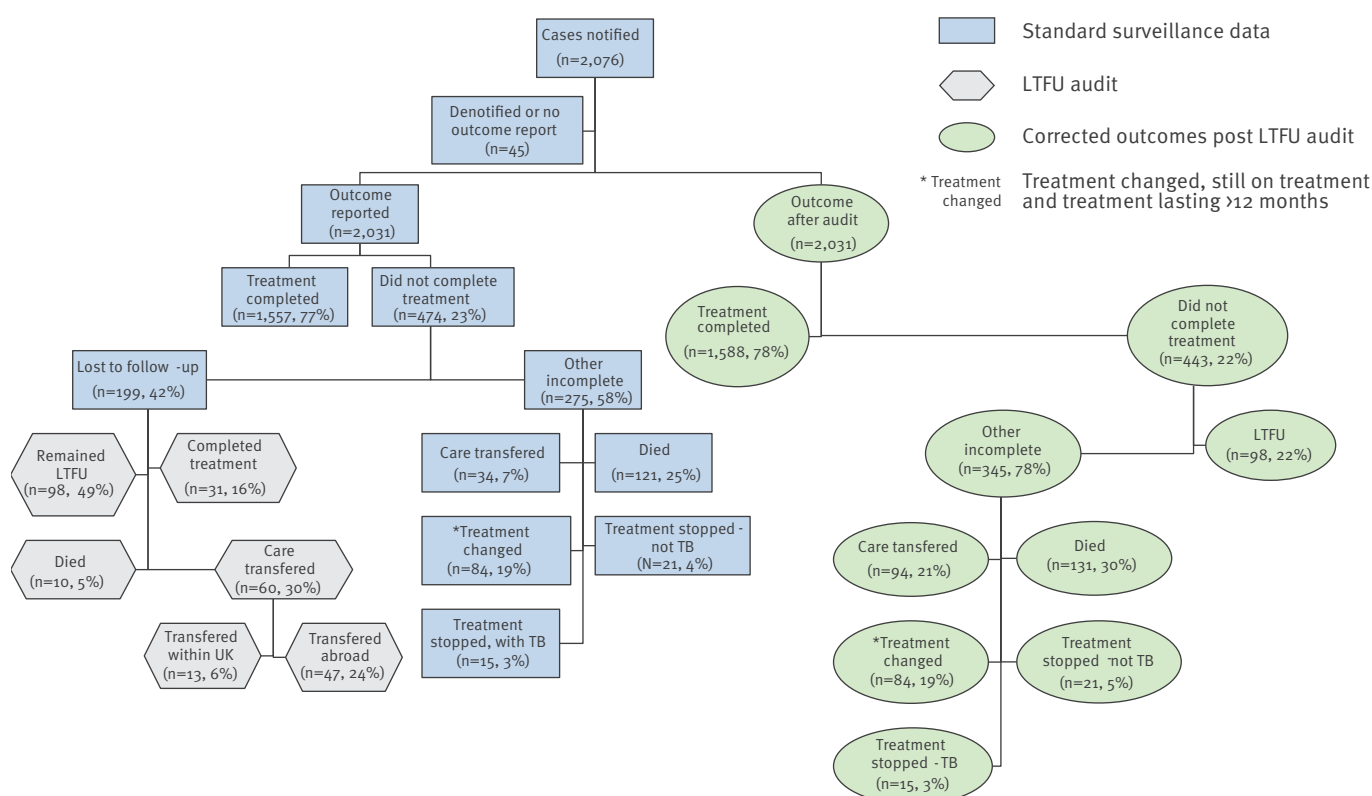 Cases notified
(n=2,076)
Denotified or no
outcome report
(n=45)
Outcome
reported
(n=2,031)
Treatment
completed
(n=1,557, 77%)
Did not complete
treatment
(n=474, 23%)
Lost to follow -up
(n=199, 42%)
Other
incomplete
(n=275, 58%)
Remained
LTFU
(n=98, 49%)
Completed
treatment
(n=31, 16%)
Died
(n=10, 5%)
Care
transfered
(n=60, 30%)
Transfered
within UK
(n=13, 6%)
Transfered
abroad
(n=47, 24%)
Care transfered
(n=34, 7%)
Died
(n=121, 25%)
*Treatment
changed
(n=84, 19%)
Treatment stopped -
not TB
(N=21, 4%)
Treatment
stopped, with TB
(n=15, 3%)
Outcome
after audit
(n=2,031)
Treatment
completed
(n=1,588, 78%)
Did not
complete
treatment
(n=443, 22%)
Other
incomplete
(n=345, 78%)
LTFU
(n=98, 22%)
Care tansfered
(n=94, 21%)
Died
(n=131, 30%)
*Treatment
changed
(n=84, 19%)
Treatment
stopped -not TB
(n=21, 5%)
Treatment
stopped -TB
(n=15, 3%)
Standard surveillance data
LTFU audit
Corrected outcomes post LTFU audit
* Treatment
changed
Treatment changed, still on treatment
and treatment lasting >12 months